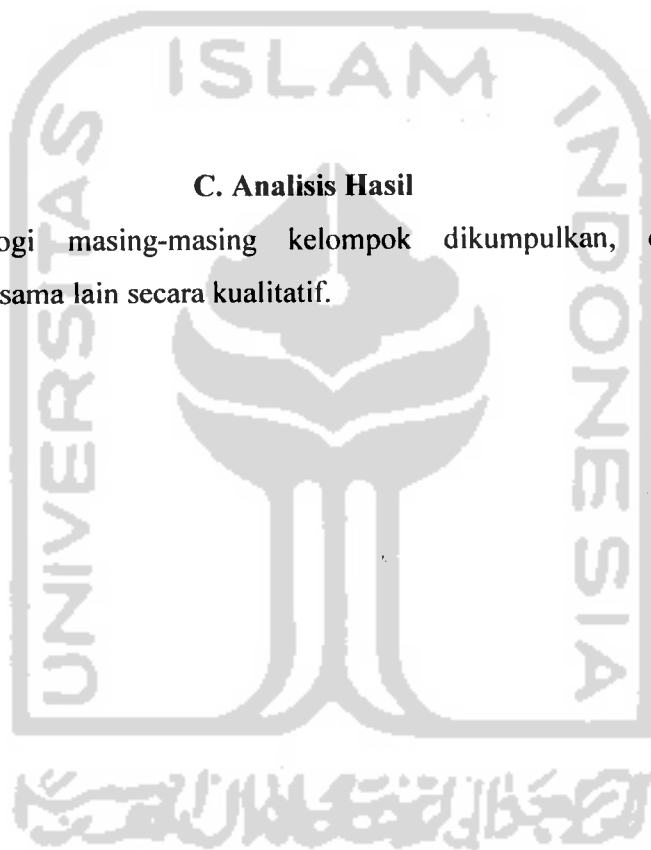 ISLAM
UNIVERSITAS
INDONESIA
C. Analisis Hasil
ogi masing-masing kelompok dikumpulkan,
sama lain secara kualitatif.